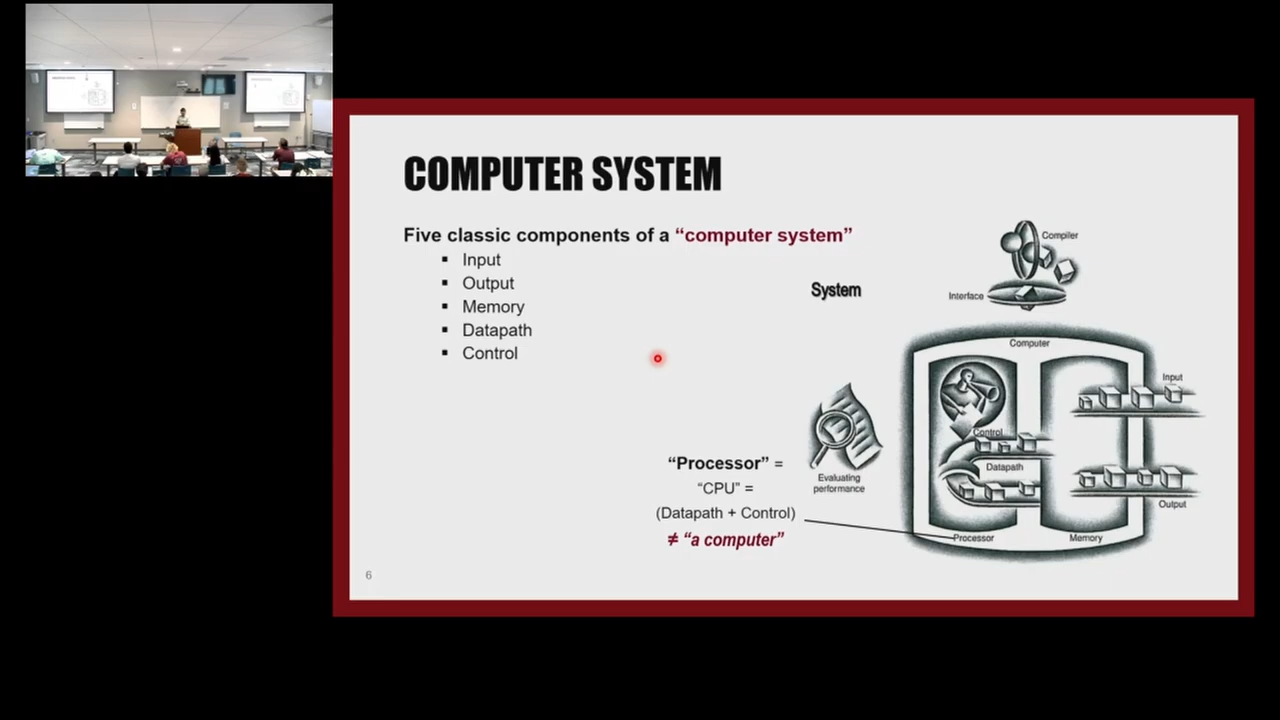 COMPUTER SYSTEM
Five classic components of a “computer system”
▪ Input
▪ Output
▪ Memory
▪ Datapath
▪ Control
System
Compiler
Interface
Computer
Input
Control
Datapath
Evaluating
performance
Output
Processor
Memory
“Processor” =
“CPU” =
(Datapath + Control)
≠ “a computer”
6